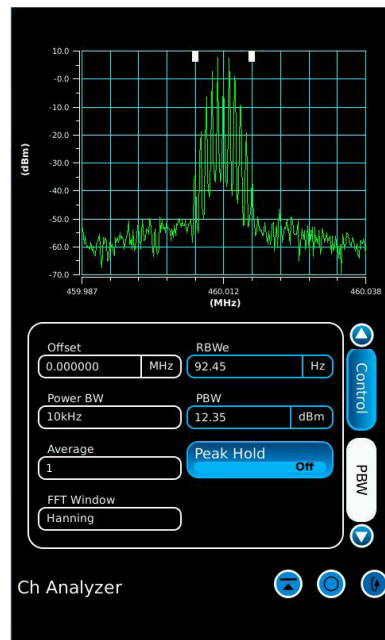 10.0
-0.0
-10.0
-20.0
-30.0
-40.0
-50.0
-60.0
-70.0
(dBm)
459.987 460.012 460.038
(MHz)
Offset RBWe
0.000000 MHz 92.45 Hz
Power BW PBW
10kHz 12.35 dBm
Average
1
Peak Hold
Off
FFT Window
Hanning
Control
PBW
Ch Analyzer